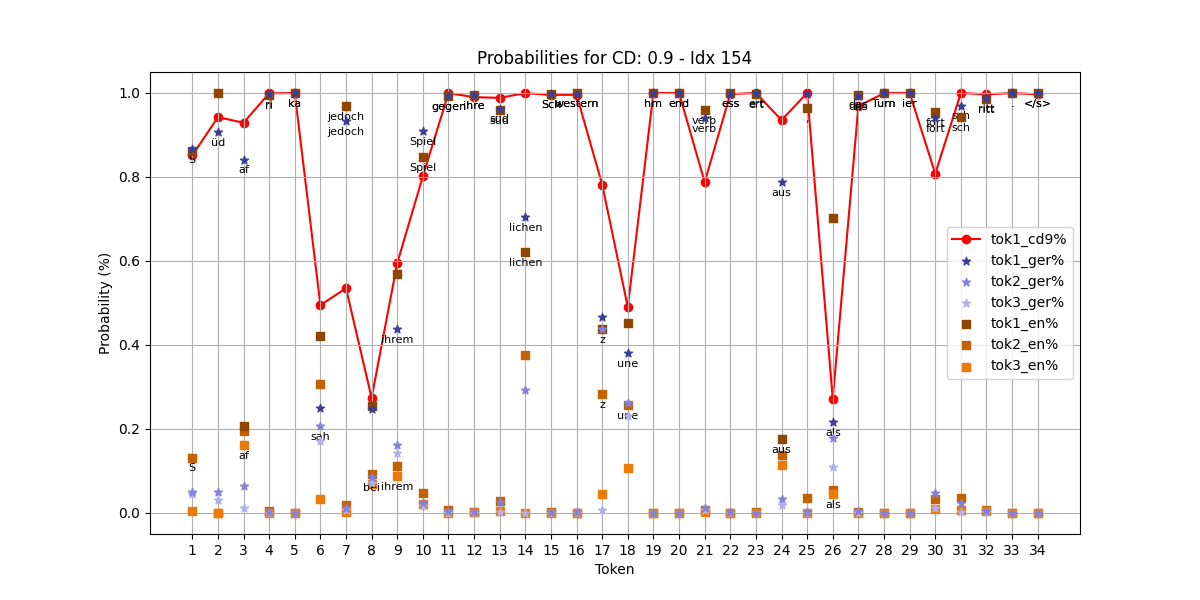 Probabilities for CD: 0.9 - Idx 154
Probability (%)
1.0
0.8
0.6
0.4
0.2
0.0
S
S
üd
af
af
ri
ka
sah
jedoch
jedoch
bei
ihrem
ihrem
Spiel
Spiel
gegen
ihre
süd
lichen
lichen
Sch
western
z
z
une
une
hm
end
verb
verb
ess
ert
aus
aus
,
als
als
das
Turn
ier
fort
fort
sch
sch
ritt
.
</s>
tok1_cd9%
tok1_ger%
tok2_ger%
tok3_ger%
tok1_en%
tok2_en%
tok3_en%
1 2 3 4 5 6 7 8 9 10 11 12 13 14 15 16 17 18 19 20 21 22 23 24 25 26 27 28 29 30 31 32 33 34
Token